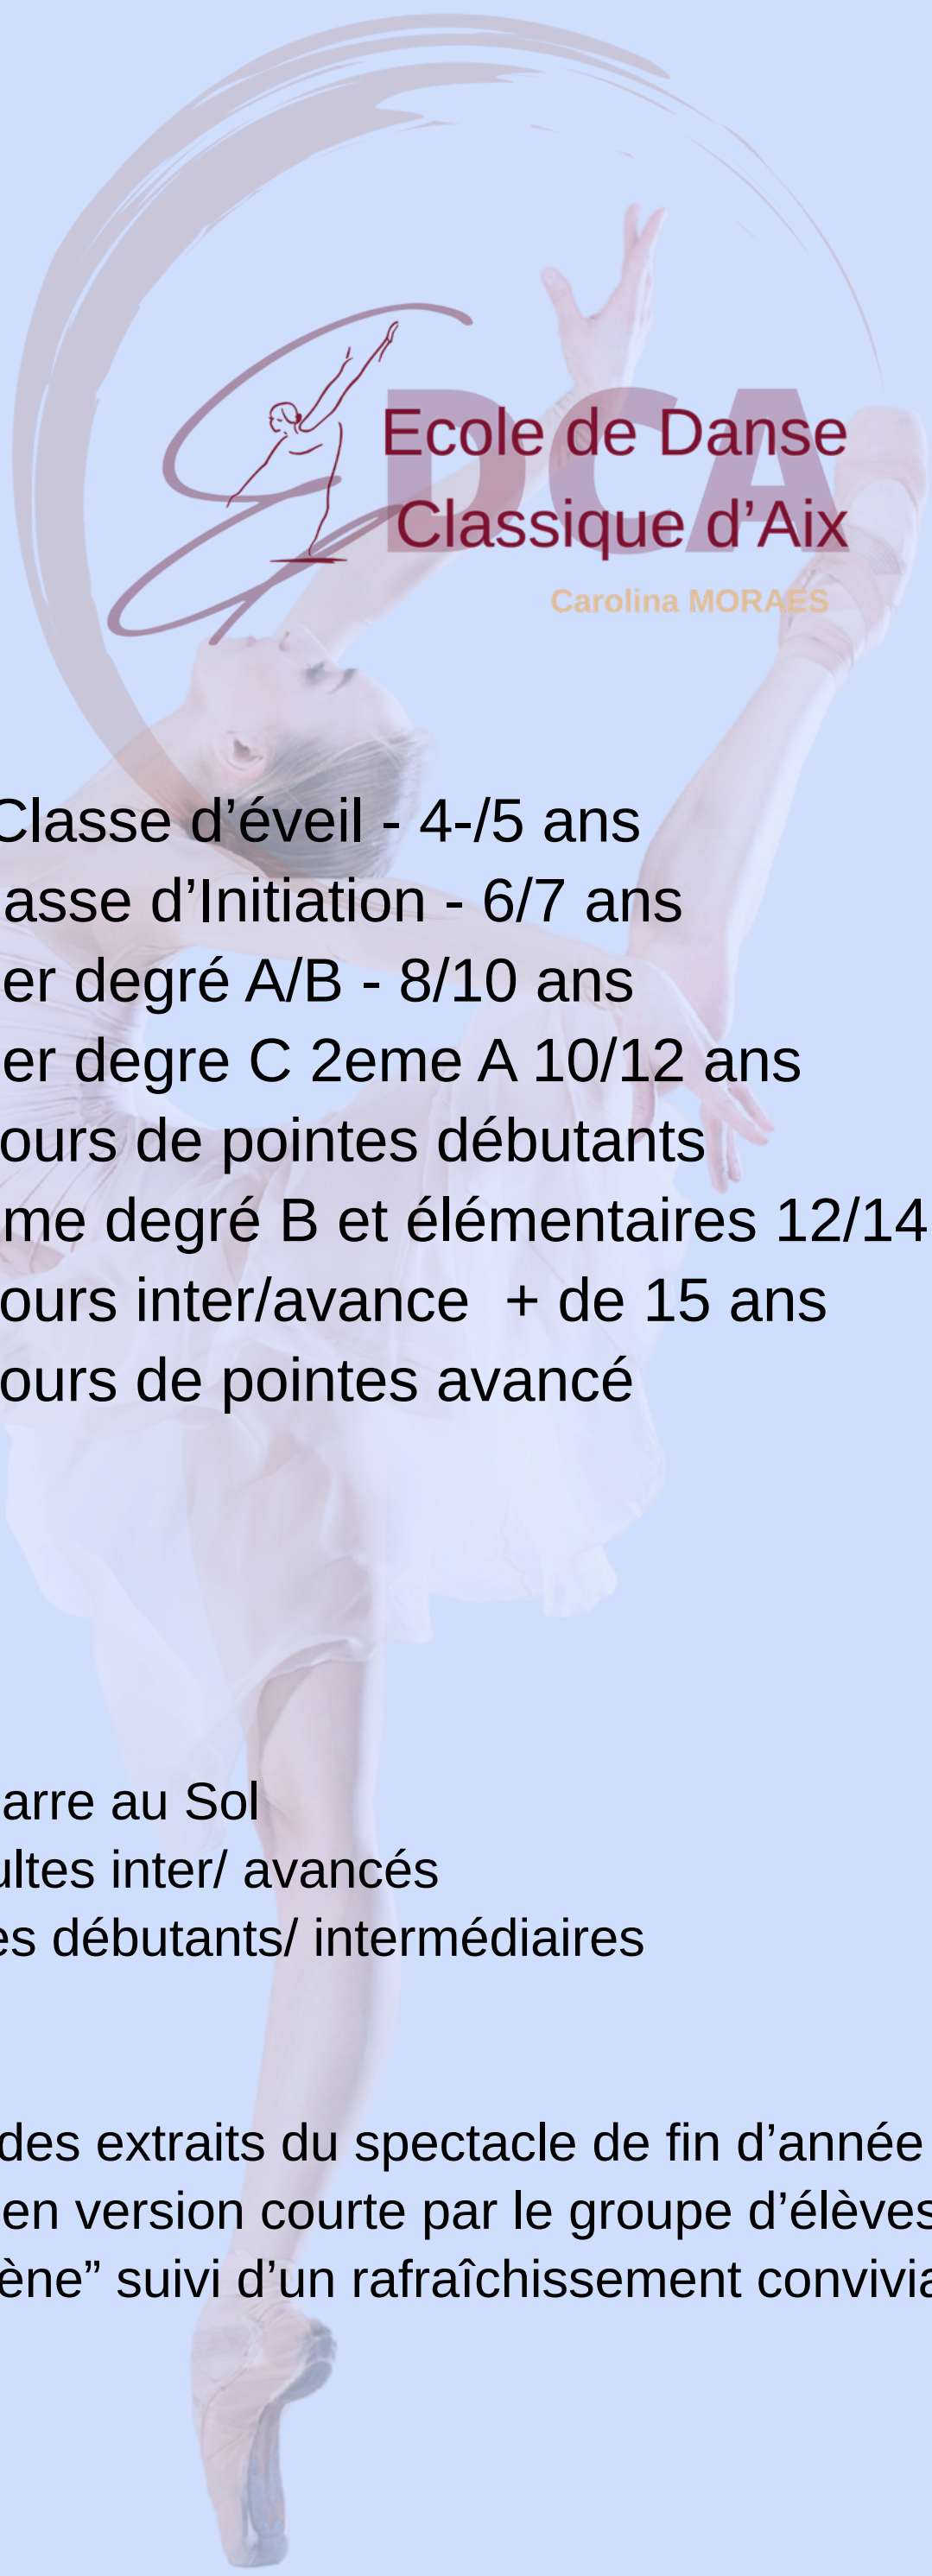 DCA
Ecole de Danse
Classique d’Aix
Carolina MORAES
Classe d’éveil - 4-/5 ans
asse d’Initiation - 6/7 ans
er degré A/B - 8/10 ans
er degre C 2eme A 10/12 ans
ours de pointes débutants
me degré B et élémentaires 12/14
ours inter/avance + de 15 ans
ours de pointes avancé
arre au Sol
ultes inter/ avancés
es débutants/ intermédiaires
des extraits du spectacle de fin d’année
en version courte par le groupe d’élèves
ène” suivi d’un rafraîchissement convivia